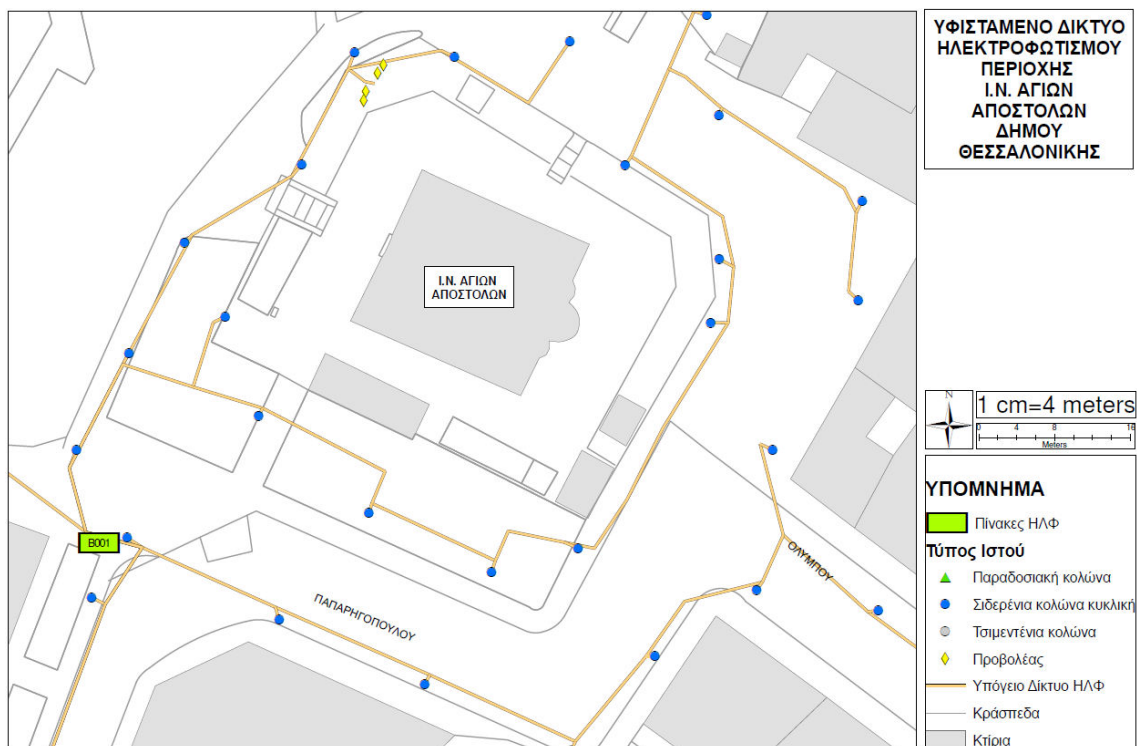 ΥΦΙΣΤΑΜΕΝΟ ΔΙΚΤΥΟ
ΗΛΕΚΤΡΟΦΩΤΙΣΜΟΥ
ΠΕΡΙΟΧΗΣ
Ι.Ν. ΑΓΙΩΝ
ΑΠΟΣΤΟΛΩΝ
ΔΗΜΟΥ
ΘΕΣΣΑΛΟΝΙΚΗΣ
Ι.Ν. ΑΓΙΩΝ
ΑΠΟΣΤΟΛΩΝ
B001
ΠΑΠΑΡΗΓΟΠΟΥΛΟΥ
ΟΛΥΜΠΟΥ
N
1 cm=4 meters
0 4 8 16
Meters
ΥΠΟΜΝΗΜΑ
Πίνακες ΗΛΦ
Τύπος Ιστού
Παραδοσιακή κολώνα
Σιδερένια κολώνα κυκλική
Τσιμεντένια κολώνα
Προβολέας
Υπόγειο Δίκτυο ΗΛΦ
Κράσπεδα
Κτίρια